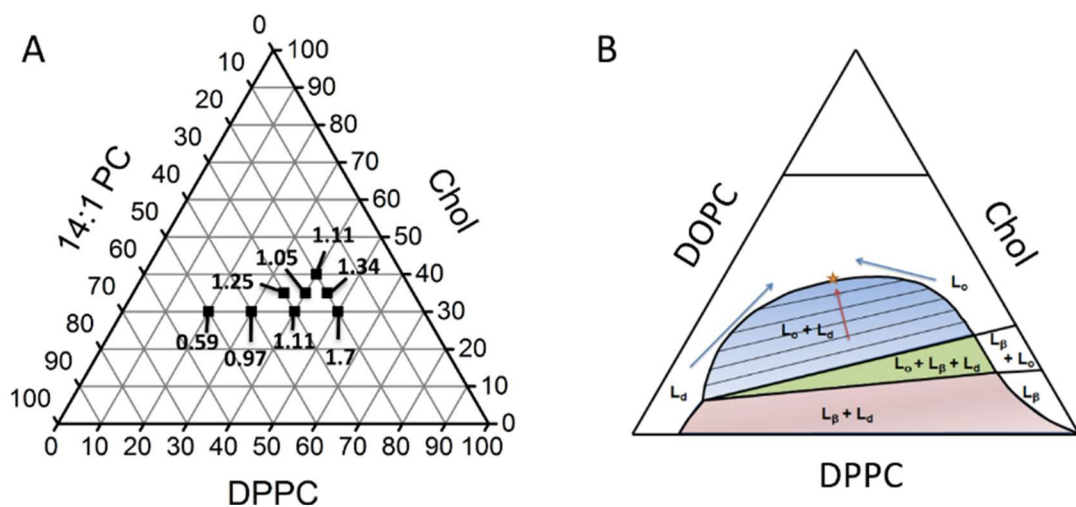 A
14:1 PC
Chol
DPPC
0
10
20
30
40
50
60
70
80
90
100
100
90
80
70
60
50
40
30
20
10
0
0 10 20 30 40 50 60 70 80 90 100
1.11
1.05
1.25
1.34
0.59
0.97
1.11
1.7
B
DOPC
Chol
DPPC
Lo
Lo + Ld
Lβ + Lo
Lo + Lβ + Ld
Ld
Lβ
Lβ + Ld